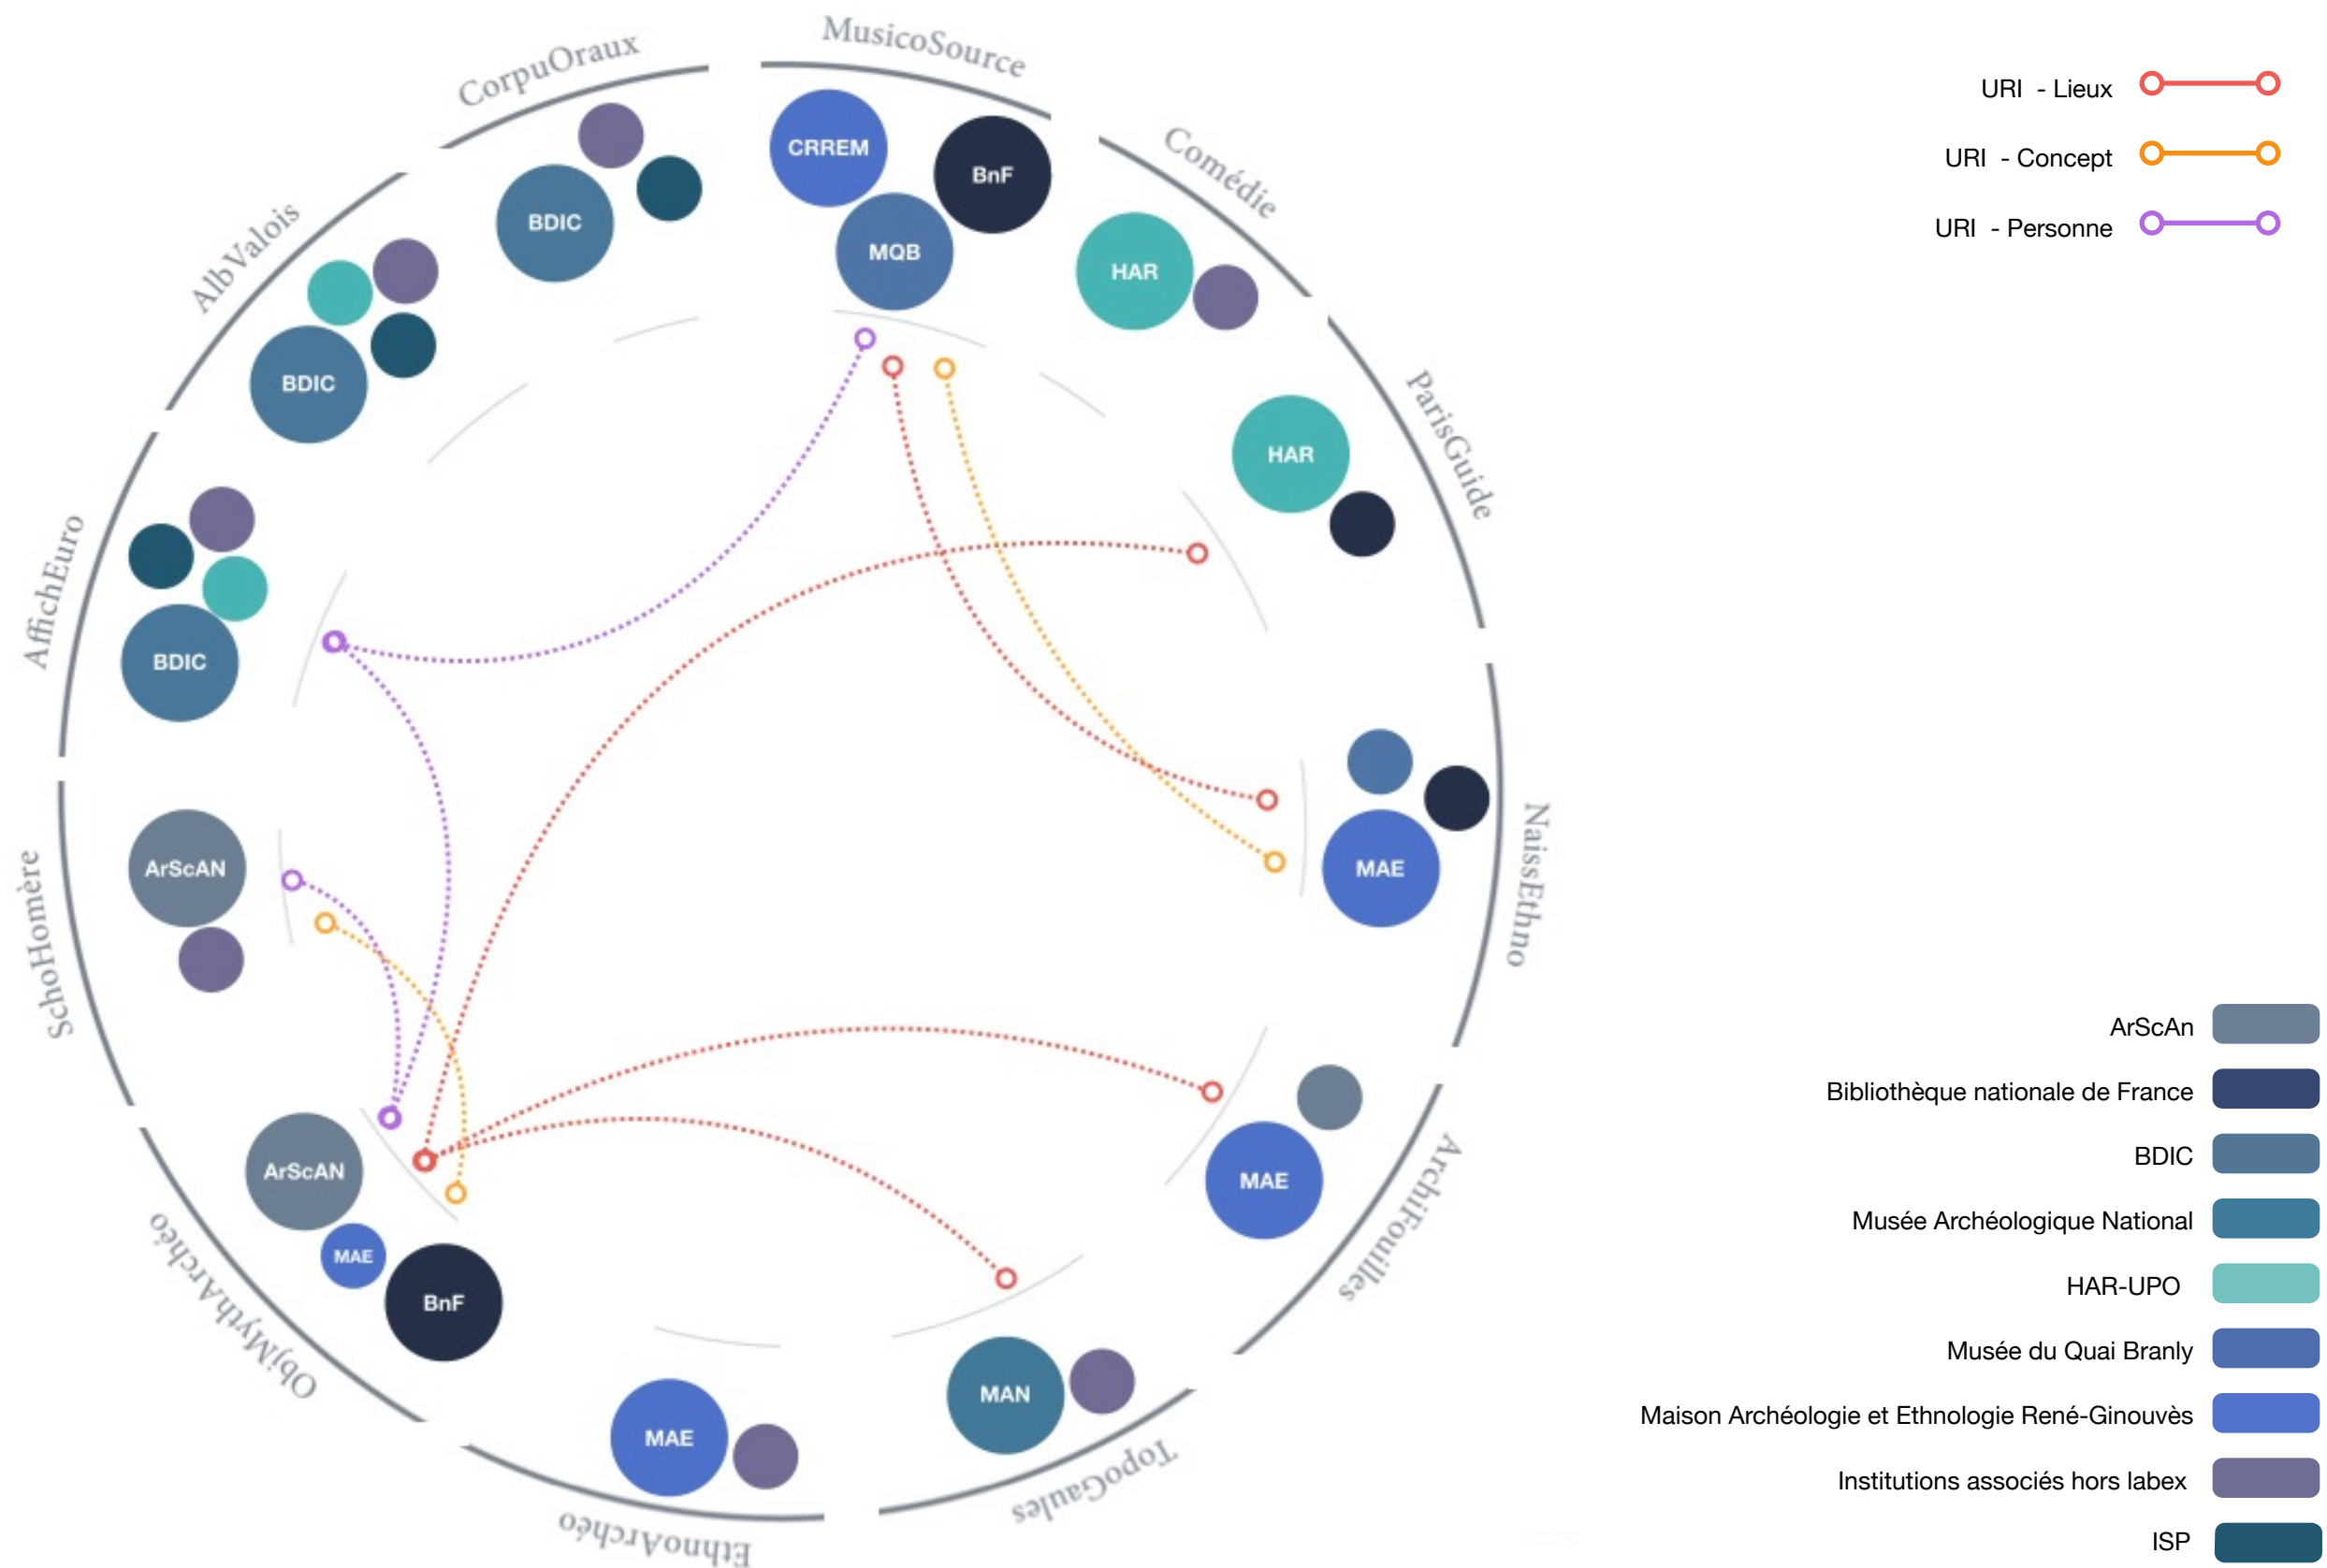 MusicoSource
CRREM
BnF
MQB
Comédie
HAR
ParisGuide
HAR
NaissEthno
MAE
ArchiFouilles
MAE
TopoGaules
MAN
EthnoArchéo
MAE
ObjMythArchéo
ArScAN
MAE
BnF
SchoHomère
ArScAN
AffichEuro
BDIC
AlbValois
BDIC
CorpuOraux
BDIC
URI - Lieux
URI - Concept
URI - Personne
ArScAn
Bibliothèque nationale de France
BDIC
Musée Archéologique National
HAR-UPO
Musée du Quai Branly
Maison Archéologie et Ethnologie René-Ginouvès
Institutions associés hors labex
ISP